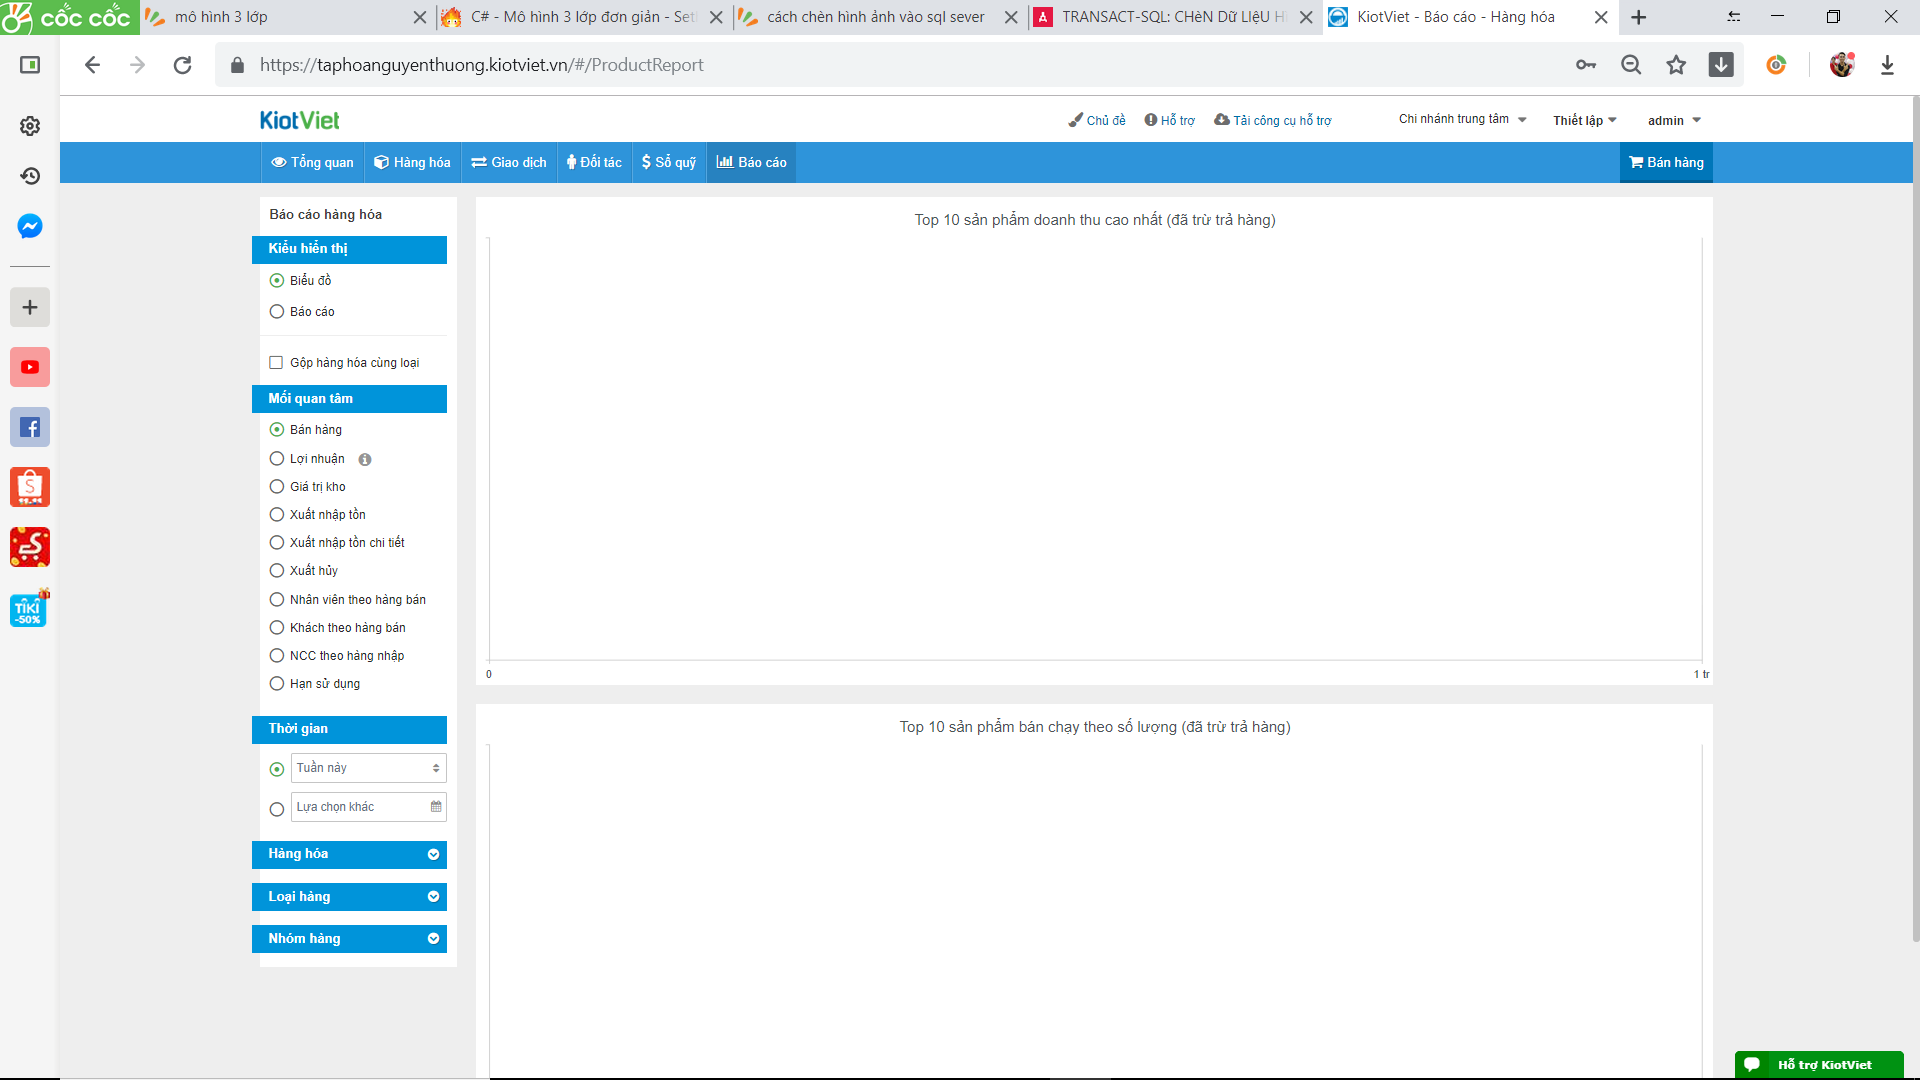 cốc cốc
mô hình 3 lớp
C# - Mô hình 3 lớp đơn giản - Set
cách chèn hình ảnh vào sql sever
TRANSACT-SQL: CHèN Dữ LIệU H
KiotViet - Báo cáo - Hàng hóa
https://taphoanguyenthuong.kiotviet.vn/#/ProductReport
KiotViet
Chủ đề
Hỗ trợ
Tải công cụ hỗ trợ
Chi nhánh trung tâm
Thiết lập
admin
Tổng quan
Hàng hóa
Giao dịch
Đối tác
Sổ quỹ
Báo cáo
Bán hàng
Báo cáo hàng hóa
Kiểu hiển thị
Biểu đồ
Báo cáo
Gộp hàng hóa cùng loại
Mối quan tâm
Bán hàng
Lợi nhuận
Giá trị kho
Xuất nhập tồn
Xuất nhập tồn chi tiết
Xuất hủy
Nhân viên theo hàng bán
Khách theo hàng bán
NCC theo hàng nhập
Hạn sử dụng
Thời gian
Tuần này
Lựa chọn khác
Hàng hóa
Loại hàng
Nhóm hàng
Top 10 sản phẩm doanh thu cao nhất (đã trừ trả hàng)
0
1 tr
Top 10 sản phẩm bán chạy theo số lượng (đã trừ trả hàng)
TIKI
-50%
Hỗ trợ KiotViet